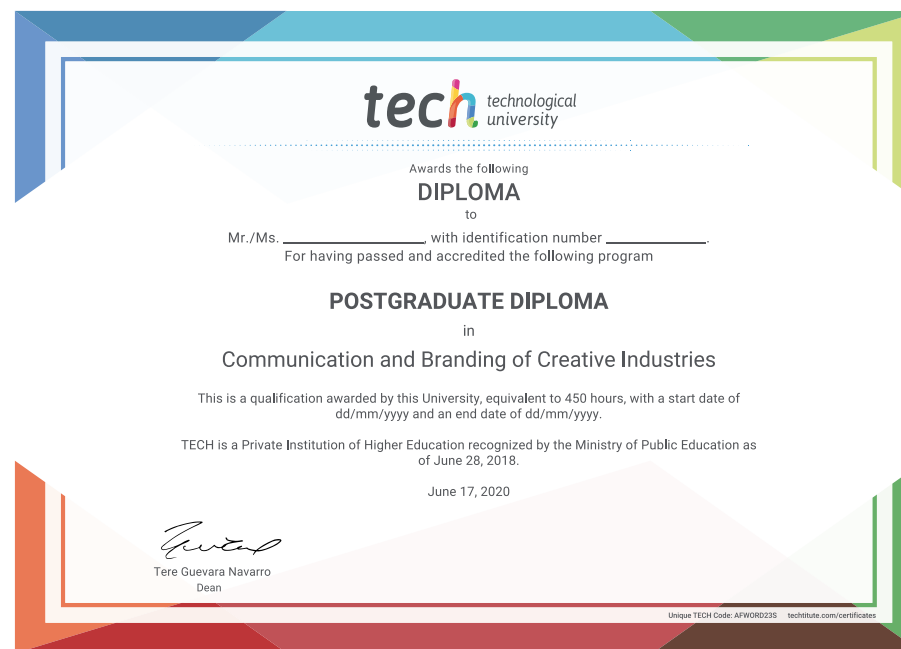 tech technological
university
Awards the following
DIPLOMA
to
Mr./Ms. ____________, with identification number ____________.
For having passed and accredited the following program
POSTGRADUATE DIPLOMA
in
Communication and Branding of Creative Industries
This is a qualification awarded by this University, equivalent to 450 hours, with a start date of
dd/mm/yyyy and an end date of dd/mm/yyyy.
TECH is a Private Institution of Higher Education recognized by the Ministry of Public Education as
of June 28, 2018.
June 17, 2020
Tere Guevara Navarro
Dean
Unique TECH Code: AFWORD23S techtitute.com/certificates